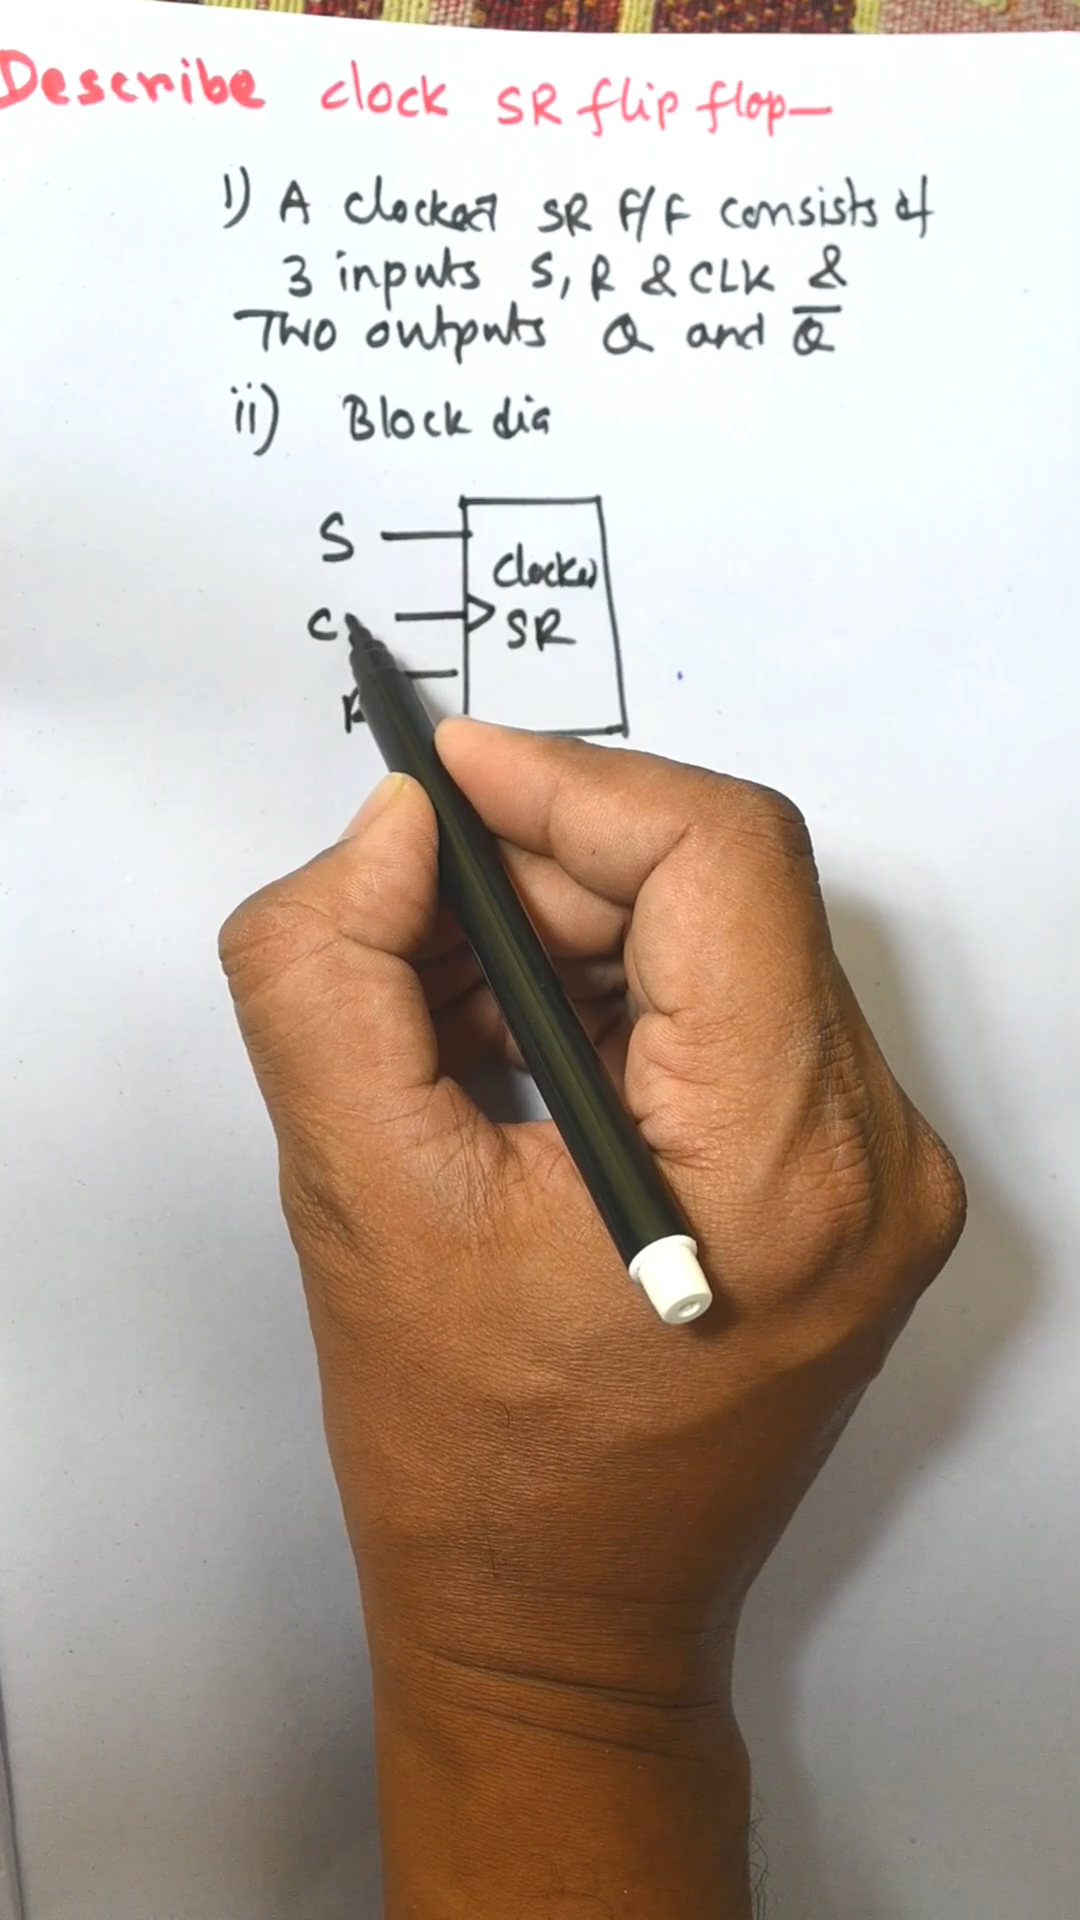 Describe clock SR flip flop—
i) A clocked SR F/F consists of
3 inputs S, R & CLK &
Two outputs Q and Q̅
ii) Block dia
S
clocked
C
SR
R